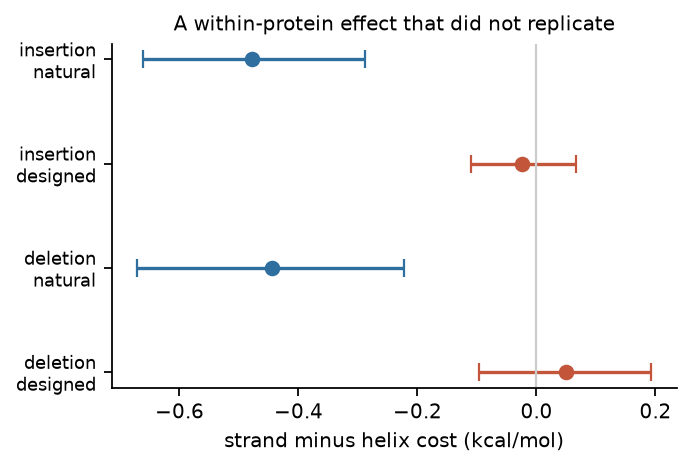 A within-protein effect that did not replicate
insertion
natural
insertion
designed
deletion
natural
deletion
designed
−0.6
−0.4
−0.2
0.0
0.2
strand minus helix cost (kcal/mol)